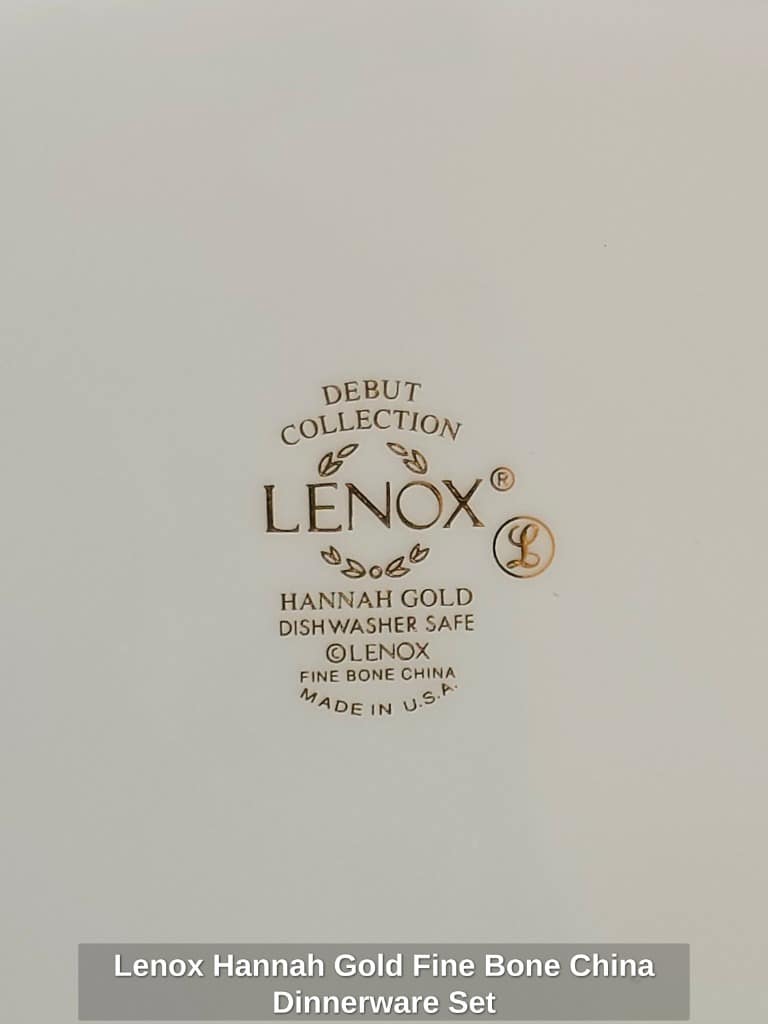 DEBUT
COLLECTION
LENOX®
L
HANNAH GOLD
DISHWASHER SAFE
©LENOX
FINE BONE CHINA
MADE IN U.S.A.
Lenox Hannah Gold Fine Bone China
Dinnerware Set